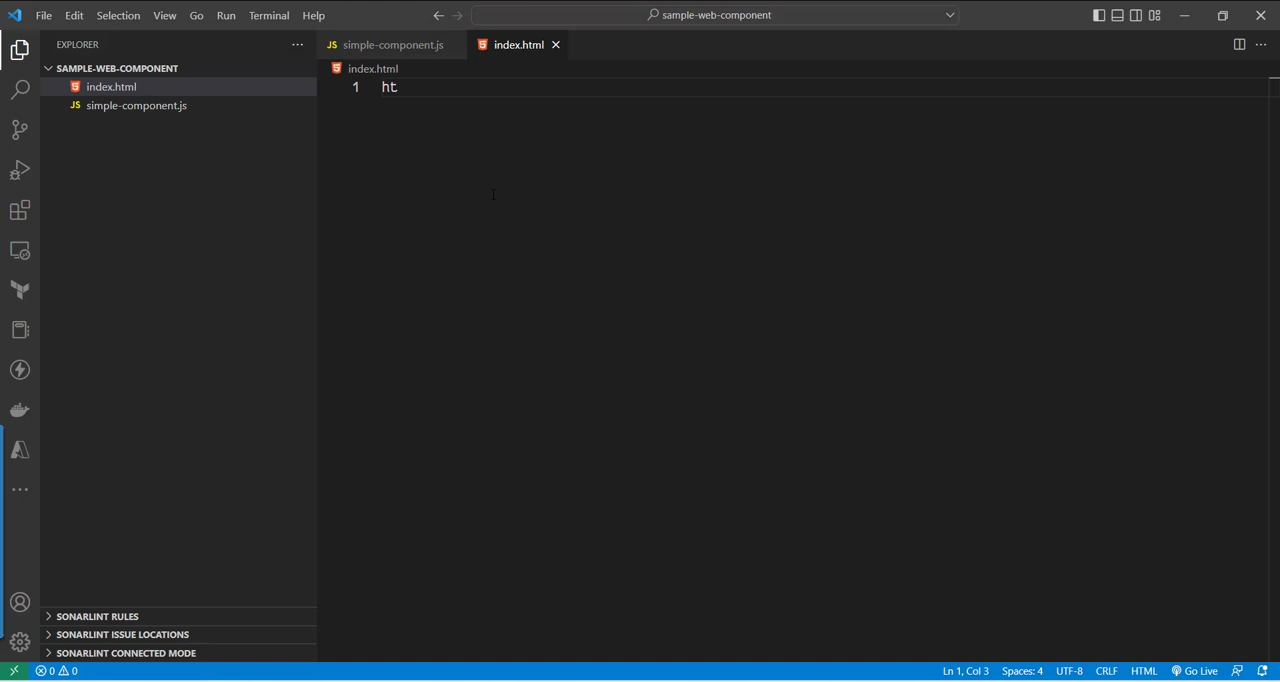 File Edit Selection View Go Run Terminal Help
sample-web-component
EXPLORER
JS simple-component.js
index.html
SAMPLE-WEB-COMPONENT
index.html
index.html
JS simple-component.js
1 ht
SONARLINT RULES
SONARLINT ISSUE LOCATIONS
SONARLINT CONNECTED MODE
0 0
Ln 1, Col 3 Spaces: 4 UTF-8 CRLF HTML Go Live